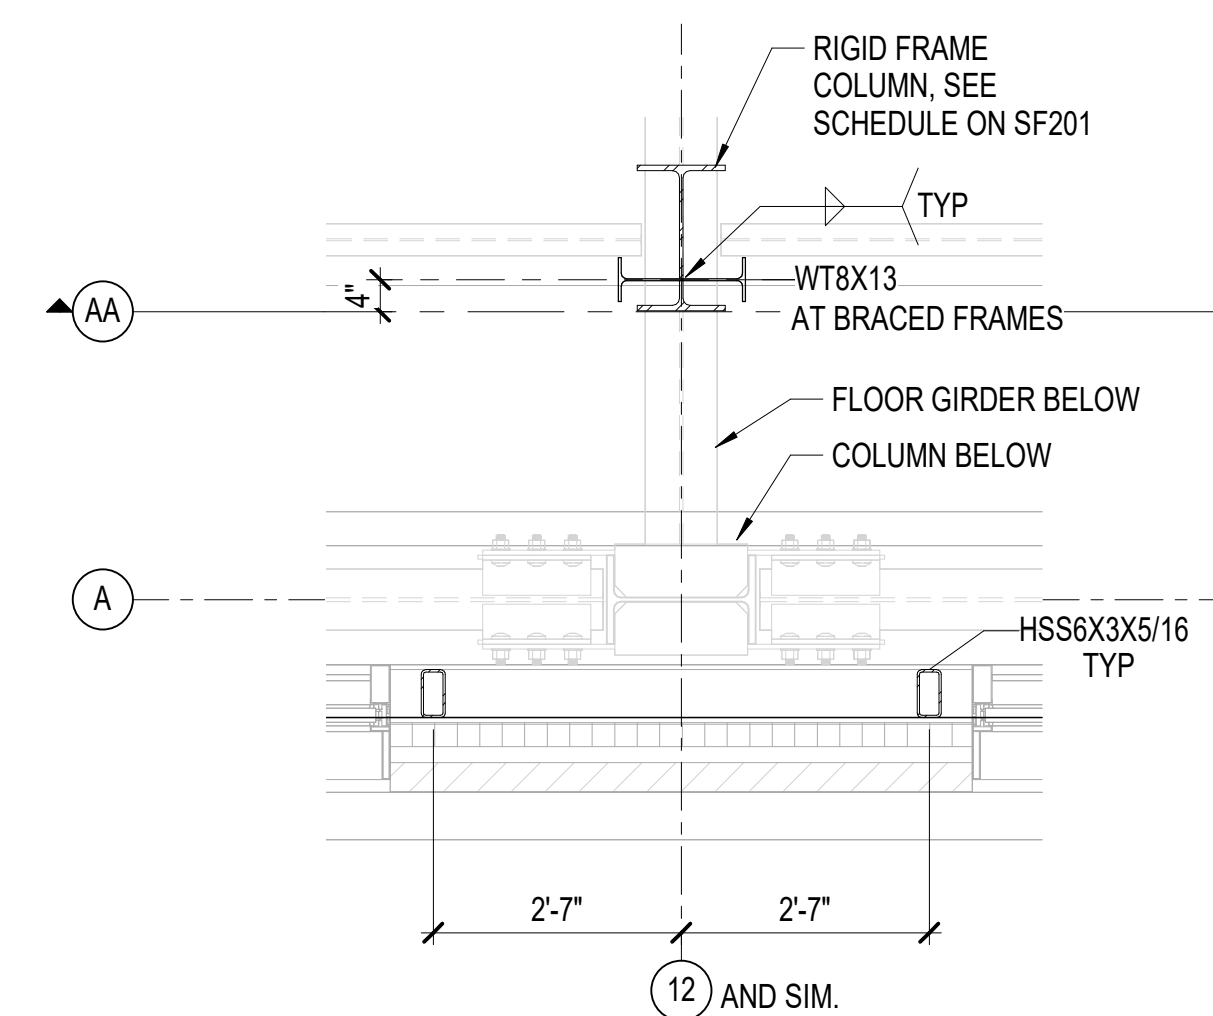 RIGID FRAME
COLUMN, SEE
SCHEDULE ON SF201
TYP
WT8X13
4"
AA
AT BRACED FRAMES
FLOOR GIRDER BELOW
COLUMN BELOW
A
HSS6X3X5/16
TYP
2'-7"
2'-7"
12
AND SIM.